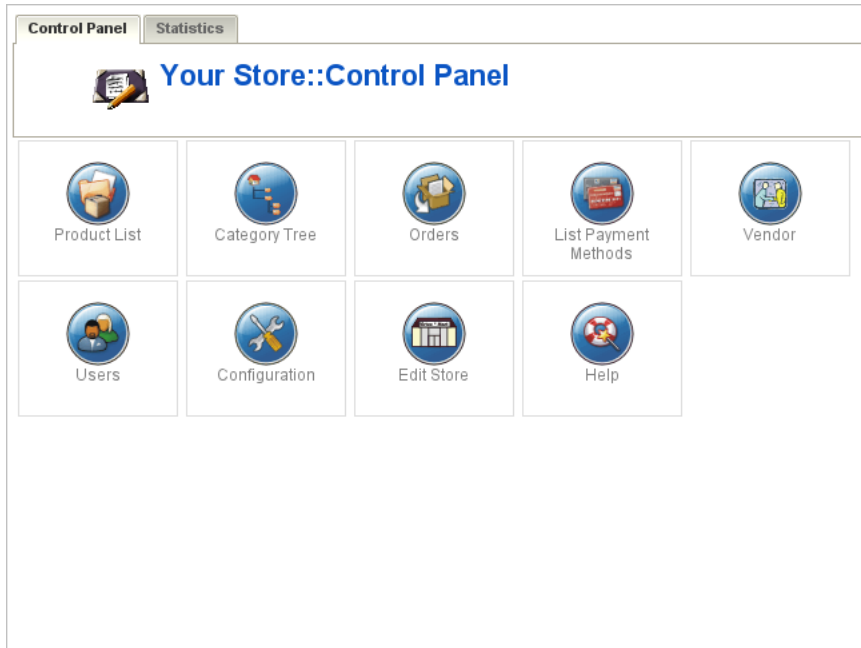 Control Panel
Statistics
Your Store::Control Panel
Product List
Category Tree
Orders
List Payment
Methods
Vendor
Users
Configuration
Edit Store
Help